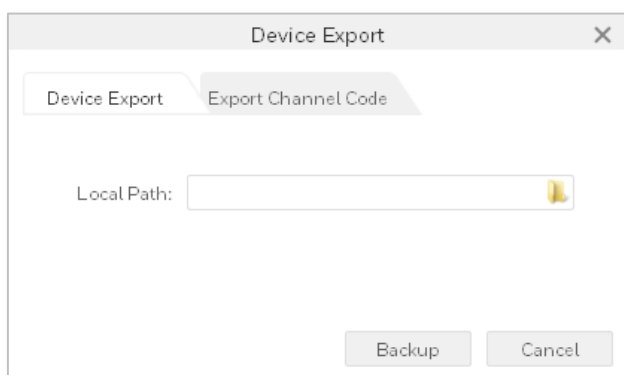 Device Export
Device Export Export Channel Code
Local Path:
Backup Cancel